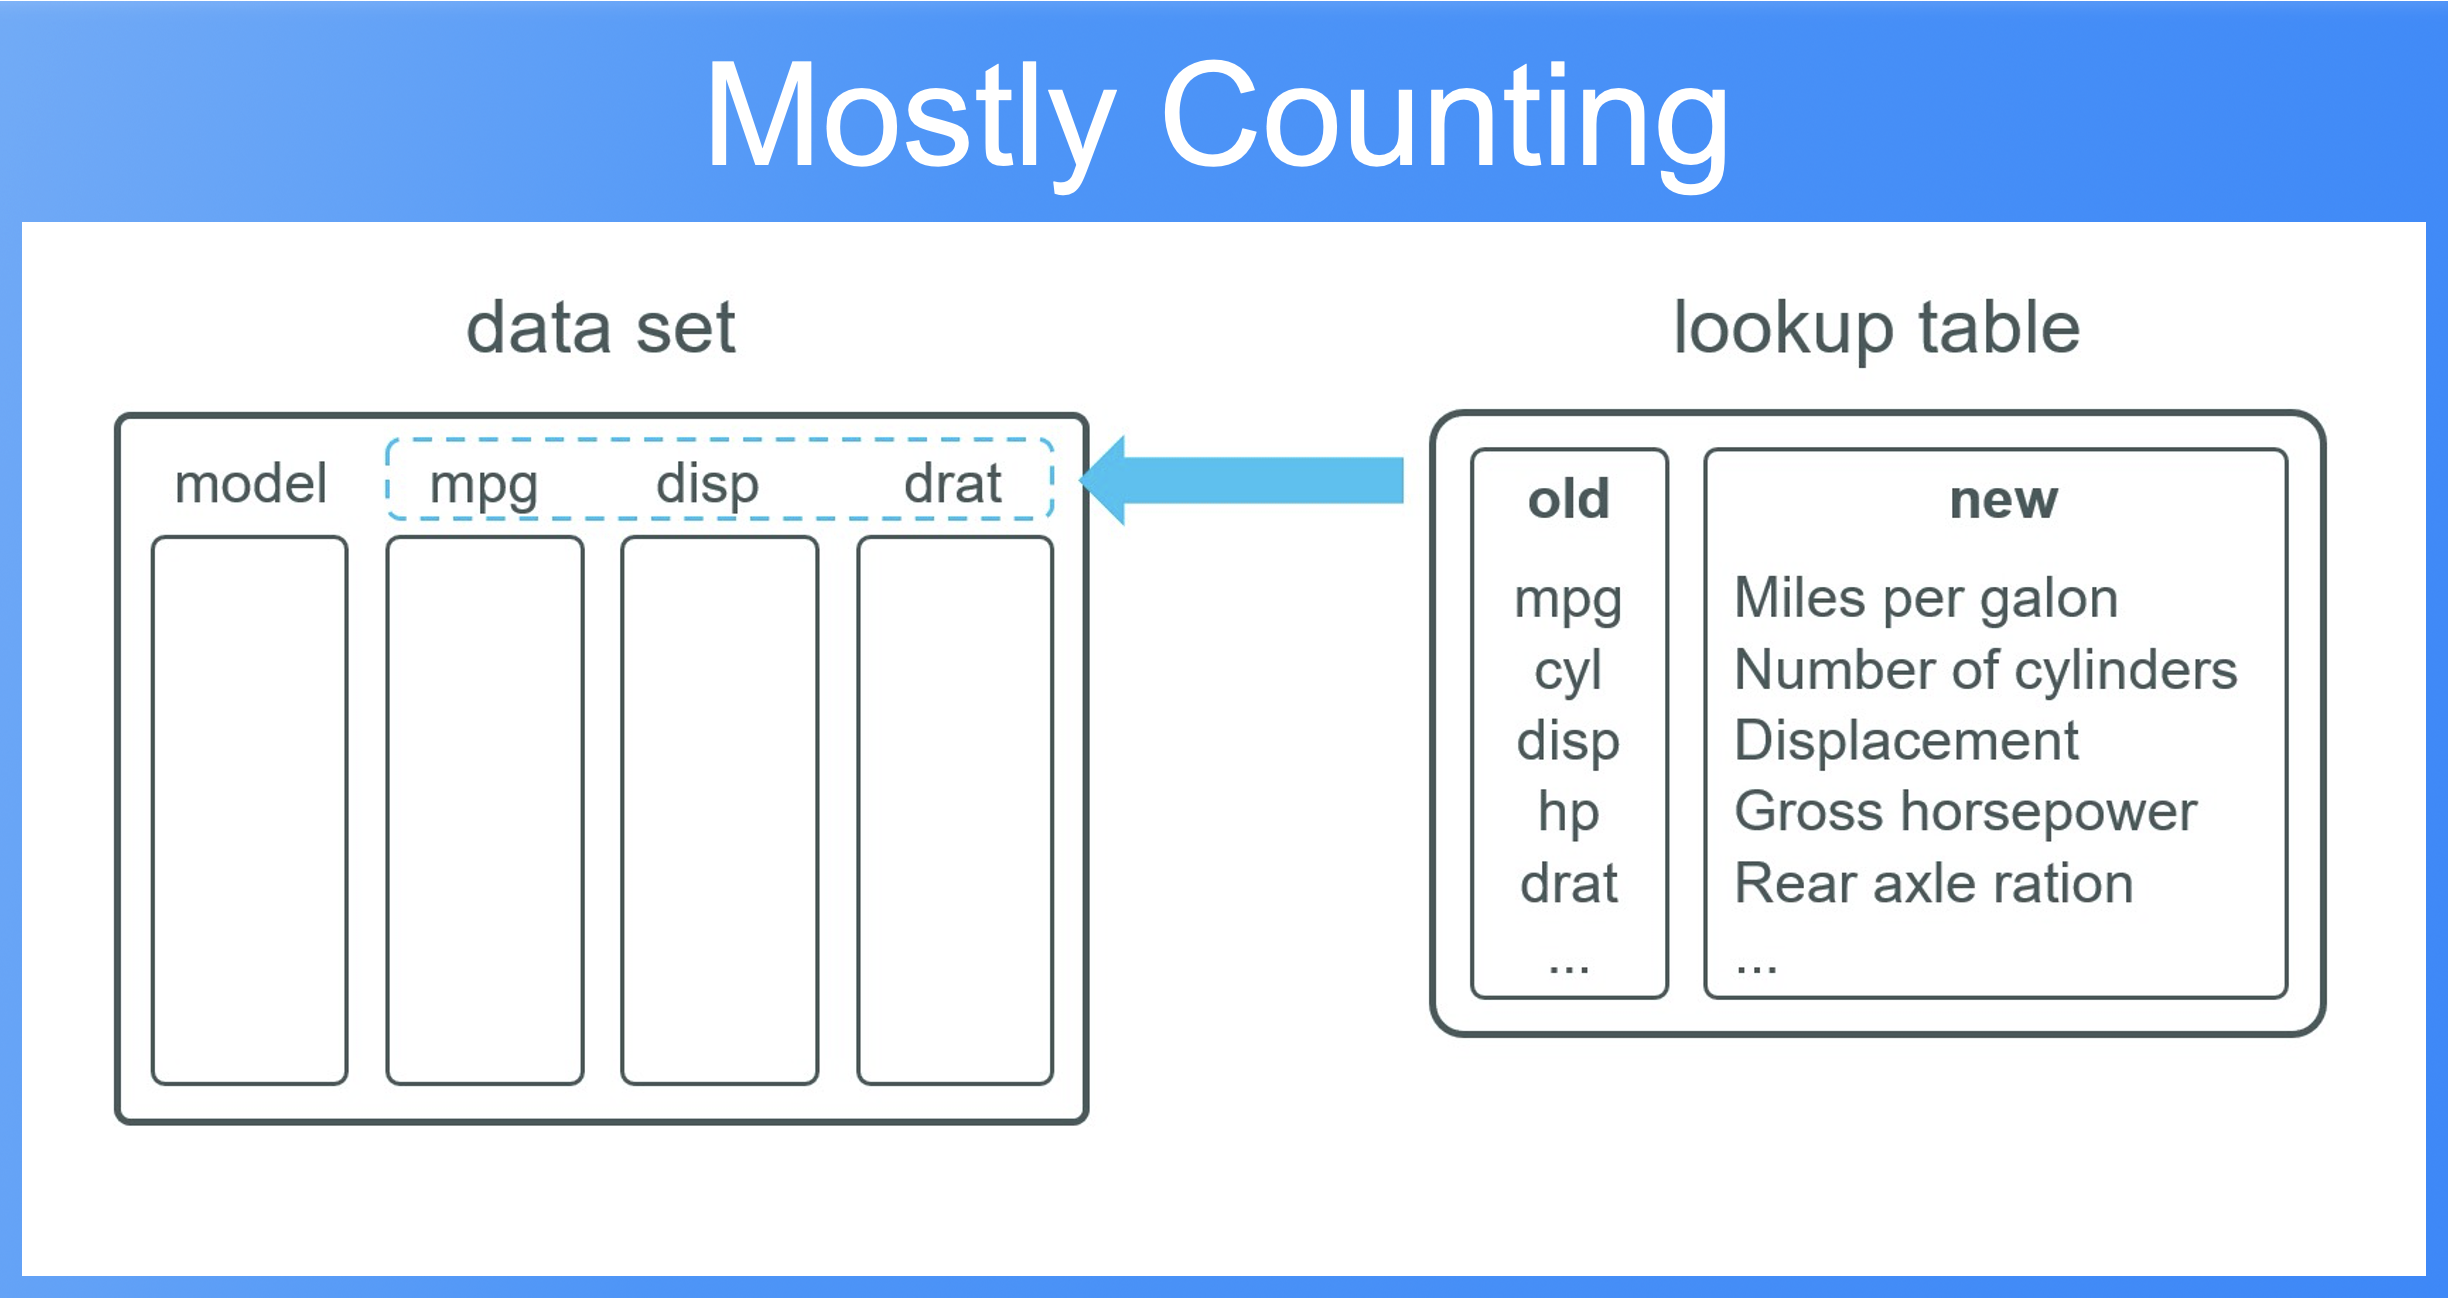 Mostly Counting
data set
model mpg disp drat
lookup table
old new
mpg Miles per galon
cyl Number of cylinders
disp Displacement
hp Gross horsepower
drat Rear axle ration
... ...